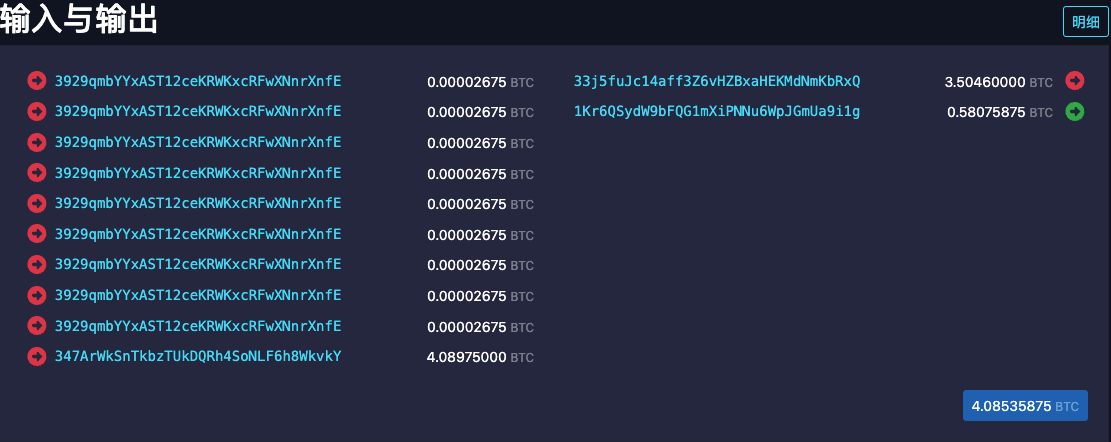 输入与输出
明细
3929qmbYYxAST12ceKRWKxcRFwXNnrXnfE 0.00002675 BTC 33j5fuJc14aff3Z6vHZBxaHEKMdNmKbRxQ 3.50460000 BTC
3929qmbYYxAST12ceKRWKxcRFwXNnrXnfE 0.00002675 BTC 1Kr6QSydW9bFQG1mXiPNNu6WpJGmUa9i1g 0.58075875 BTC
3929qmbYYxAST12ceKRWKxcRFwXNnrXnfE 0.00002675 BTC
3929qmbYYxAST12ceKRWKxcRFwXNnrXnfE 0.00002675 BTC
3929qmbYYxAST12ceKRWKxcRFwXNnrXnfE 0.00002675 BTC
3929qmbYYxAST12ceKRWKxcRFwXNnrXnfE 0.00002675 BTC
3929qmbYYxAST12ceKRWKxcRFwXNnrXnfE 0.00002675 BTC
3929qmbYYxAST12ceKRWKxcRFwXNnrXnfE 0.00002675 BTC
3929qmbYYxAST12ceKRWKxcRFwXNnrXnfE 0.00002675 BTC
347ArWkSnTkbzTUkDQRh4SoNLF6h8WkvkY 4.08975000 BTC
4.08535875 BTC